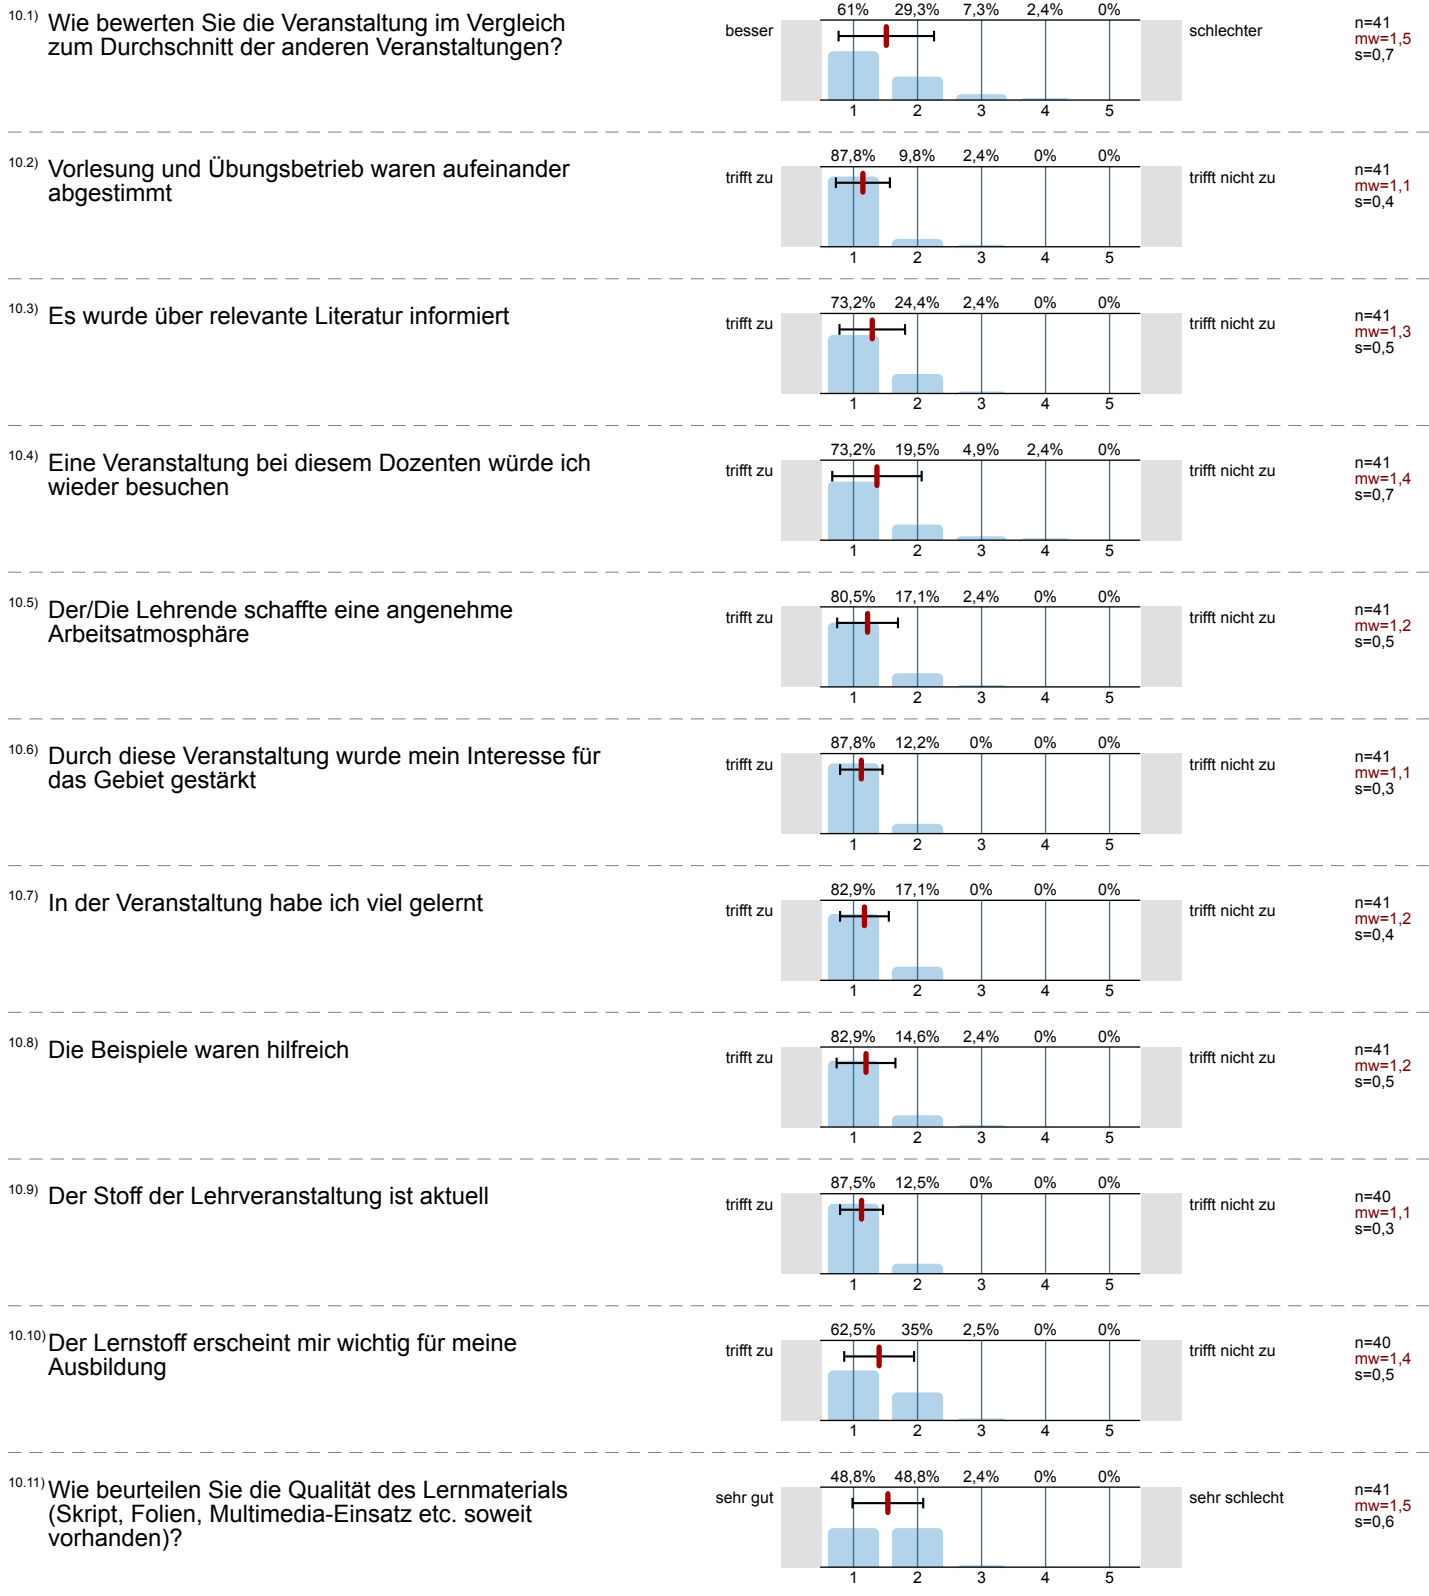 10.1) Wie bewerten Sie die Veranstaltung im Vergleich
zum Durchschnitt der anderen Veranstaltungen?
61% 29,3% 7,3% 2,4% 0%
besser
schlechter
1 2 3 4 5
n=41
mw=1,5
s=0,7
10.2) Vorlesung und Übungsbetrieb waren aufeinander
abgestimmt
87,8% 9,8% 2,4% 0% 0%
trifft zu
trifft nicht zu
1 2 3 4 5
n=41
mw=1,1
s=0,4
10.3) Es wurde über relevante Literatur informiert
73,2% 24,4% 2,4% 0% 0%
trifft zu
trifft nicht zu
1 2 3 4 5
n=41
mw=1,3
s=0,5
10.4) Eine Veranstaltung bei diesem Dozenten würde ich
wieder besuchen
73,2% 19,5% 4,9% 2,4% 0%
trifft zu
trifft nicht zu
1 2 3 4 5
n=41
mw=1,4
s=0,7
10.5) Der/Die Lehrende schaffte eine angenehme
Arbeitsatmosphäre
80,5% 17,1% 2,4% 0% 0%
trifft zu
trifft nicht zu
1 2 3 4 5
n=41
mw=1,2
s=0,5
10.6) Durch diese Veranstaltung wurde mein Interesse für
das Gebiet gestärkt
87,8% 12,2% 0% 0% 0%
trifft zu
trifft nicht zu
1 2 3 4 5
n=41
mw=1,1
s=0,3
10.7) In der Veranstaltung habe ich viel gelernt
82,9% 17,1% 0% 0% 0%
trifft zu
trifft nicht zu
1 2 3 4 5
n=41
mw=1,2
s=0,4
10.8) Die Beispiele waren hilfreich
82,9% 14,6% 2,4% 0% 0%
trifft zu
trifft nicht zu
1 2 3 4 5
n=41
mw=1,2
s=0,5
10.9) Der Stoff der Lehrveranstaltung ist aktuell
87,5% 12,5% 0% 0% 0%
trifft zu
trifft nicht zu
1 2 3 4 5
n=40
mw=1,1
s=0,3
10.10) Der Lernstoff erscheint mir wichtig für meine
Ausbildung
62,5% 35% 2,5% 0% 0%
trifft zu
trifft nicht zu
1 2 3 4 5
n=40
mw=1,4
s=0,5
10.11) Wie beurteilen Sie die Qualität des Lernmaterials
(Skript, Folien, Multimedia-Einsatz etc. soweit
vorhanden)?
48,8% 48,8% 2,4% 0% 0%
sehr gut
sehr schlecht
1 2 3 4 5
n=41
mw=1,5
s=0,6